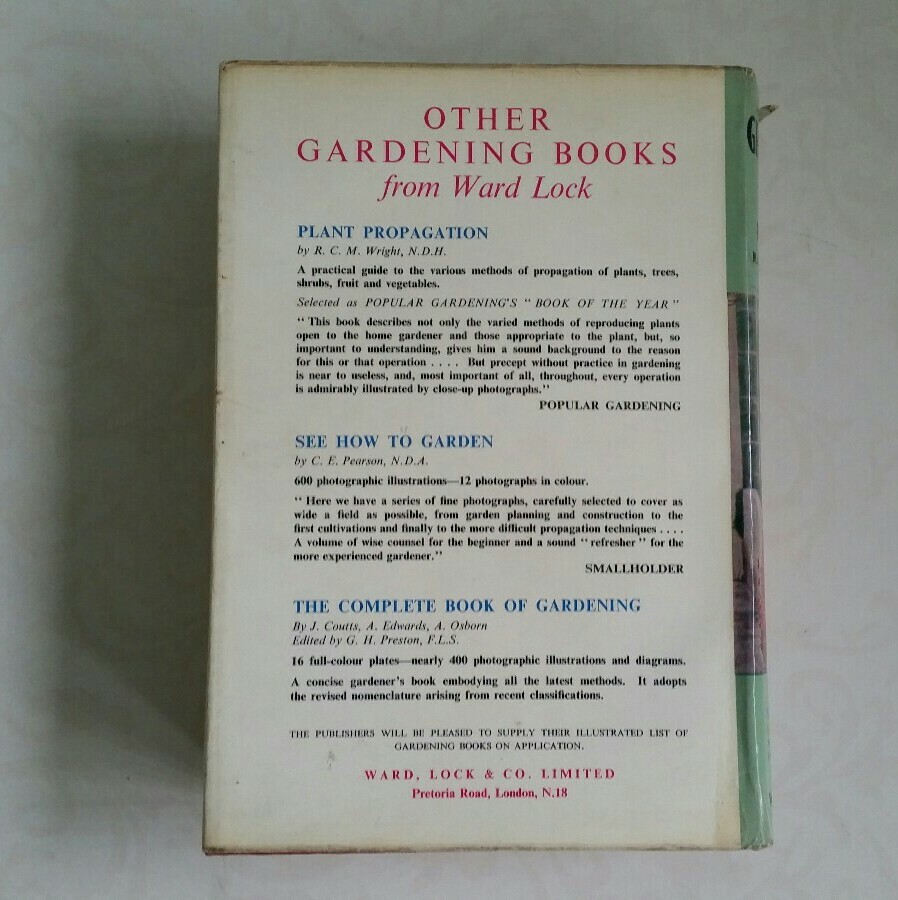 OTHER
GARDENING BOOKS
from Ward Lock
PLANT PROPAGATION
by R. C. M. Wright, N.D.H.
A practical guide to the various methods of propagation of plants, trees,
shrubs, fruit and vegetables.
Selected as POPULAR GARDENING'S "BOOK OF THE YEAR"
"This book describes not only the varied methods of reproducing plants
open to the home gardener and those appropriate to the plant, but, so
important to understanding, gives him a sound background to the reason
for this or that operation .... But precept without practice in gardening
is near to useless, and, most important of all, throughout, every operation
is admirably illustrated by close-up photographs."
POPULAR GARDENING
SEE HOW TO GARDEN
by C. E. Pearson, N.D.A.
600 photographic illustrations—12 photographs in colour.
"Here we have a series of fine photographs, carefully selected to cover as
wide a field as possible, from garden planning and construction to the
first cultivations and finally to the more difficult propagation techniques ....
A volume of wise counsel for the beginner and a sound "refresher" for the
more experienced gardener."
SMALLHOLDER
THE COMPLETE BOOK OF GARDENING
By J. Coutts, A. Edwards, A. Osborn
Edited by G. H. Preston, F.L.S.
16 full-colour plates—nearly 400 photographic illustrations and diagrams.
A concise gardener's book embodying all the latest methods. It adopts
the revised nomenclature arising from recent classifications.
THE PUBLISHERS WILL BE PLEASED TO SUPPLY THEIR ILLUSTRATED LIST OF
GARDENING BOOKS ON APPLICATION.
WARD, LOCK & CO. LIMITED
Pretoria Road, London, N.18